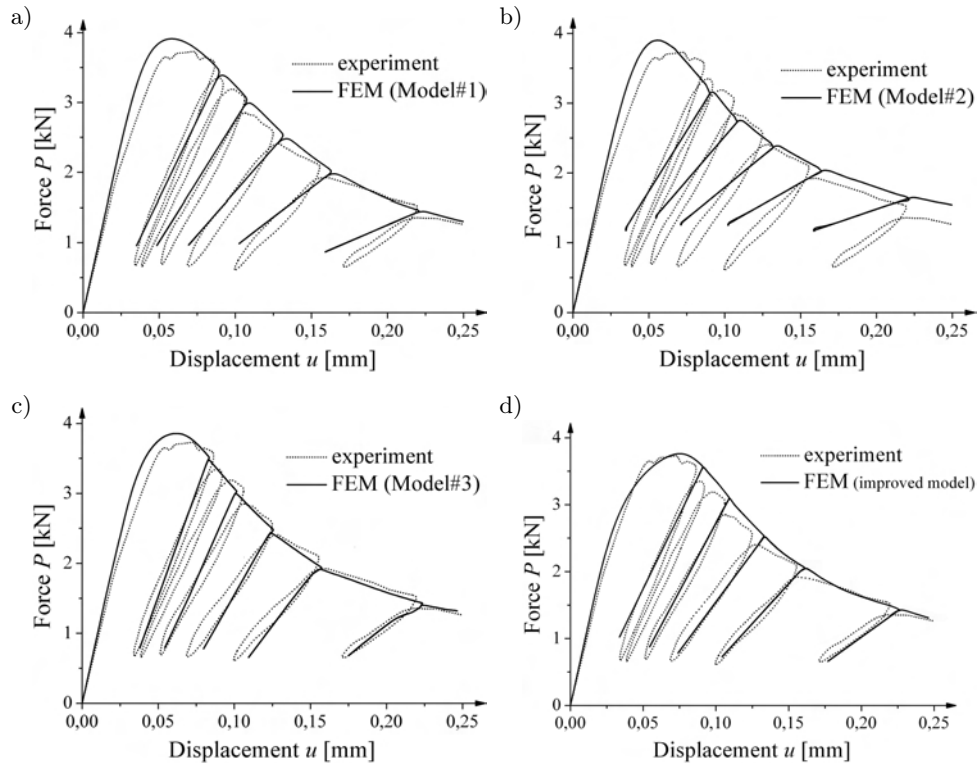 a)
Force P [kN]
4
3
2
1
0
experiment
FEM (Model#1)
0,00 0,05 0,10 0,15 0,20 0,25
Displacement u [mm]
b)
Force P [kN]
4
3
2
1
0
experiment
FEM (Model#2)
0,00 0,05 0,10 0,15 0,20 0,25
Displacement u [mm]
c)
Force P [kN]
4
3
2
1
0
experiment
FEM (Model#3)
0,00 0,05 0,10 0,15 0,20 0,25
Displacement u [mm]
d)
Force P [kN]
4
3
2
1
0
experiment
FEM (improved model)
0,00 0,05 0,10 0,15 0,20 0,25
Displacement u [mm]